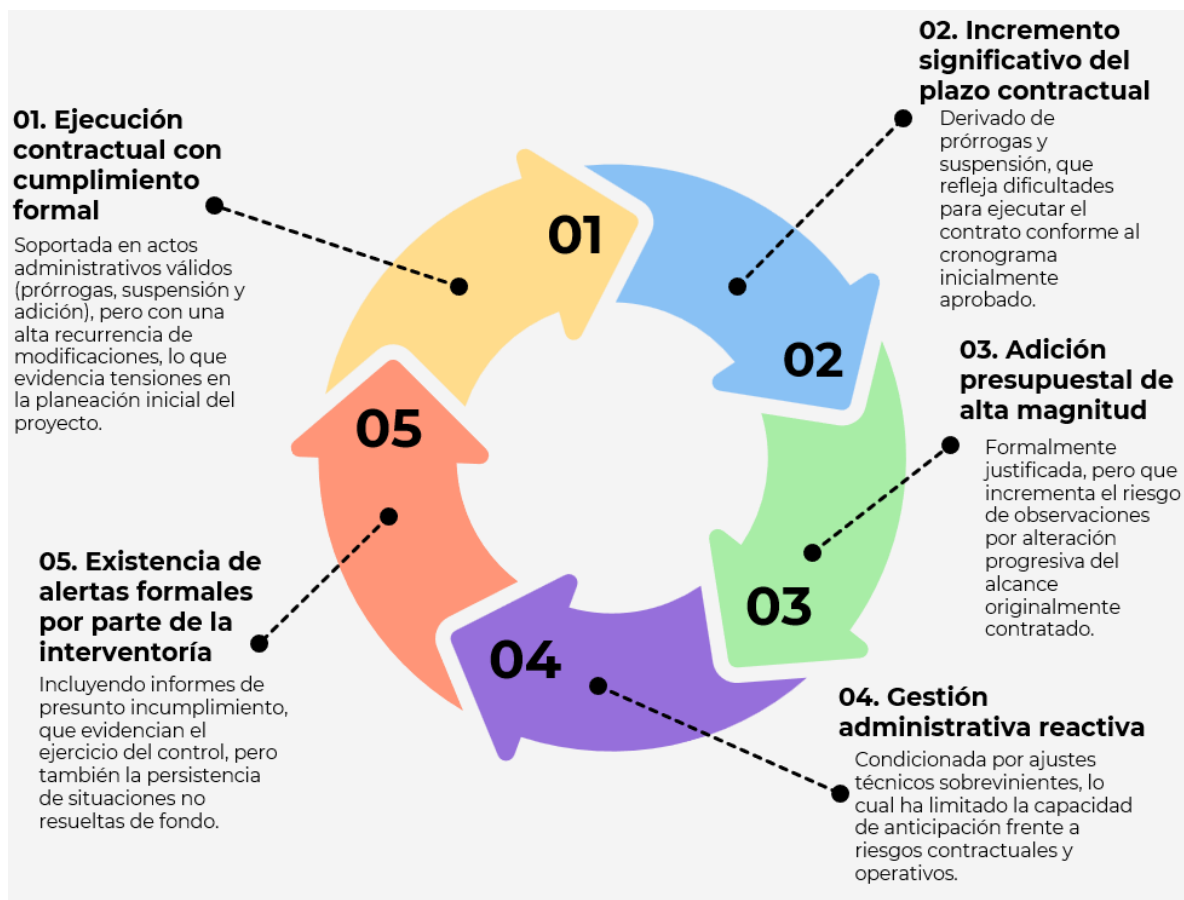 01. Ejecución
contractual con
cumplimiento
formal
Soportada en actos
administrativos válidos
(prórrogas, suspensión y
adición), pero con una
alta recurrencia de
modificaciones, lo que
evidencia tensiones en
la planeación inicial del
proyecto.
02. Incremento
significativo del
plazo contractual
Derivado de
prórrogas y
suspensión, que
refleja dificultades
para ejecutar el
contrato conforme al
cronograma
inicialmente
aprobado.
03. Adición
presupuestal de
alta magnitud
Formalmente
justificada, pero que
incrementa el riesgo
de observaciones
por alteración
progresiva del
alcance
originalmente
contratado.
04. Gestión
administrativa reactiva
Condicionada por ajustes
técnicos sobrevinientes, lo
cual ha limitado la capacidad
de anticipación frente a
riesgos contractuales y
operativos.
05. Existencia de
alertas formales
por parte de la
interventoría
Incluyendo informes de
presunto incumplimiento,
que evidencian el
ejercicio del control, pero
también la persistencia
de situaciones no
resueltas de fondo.
01
02
03
04
05